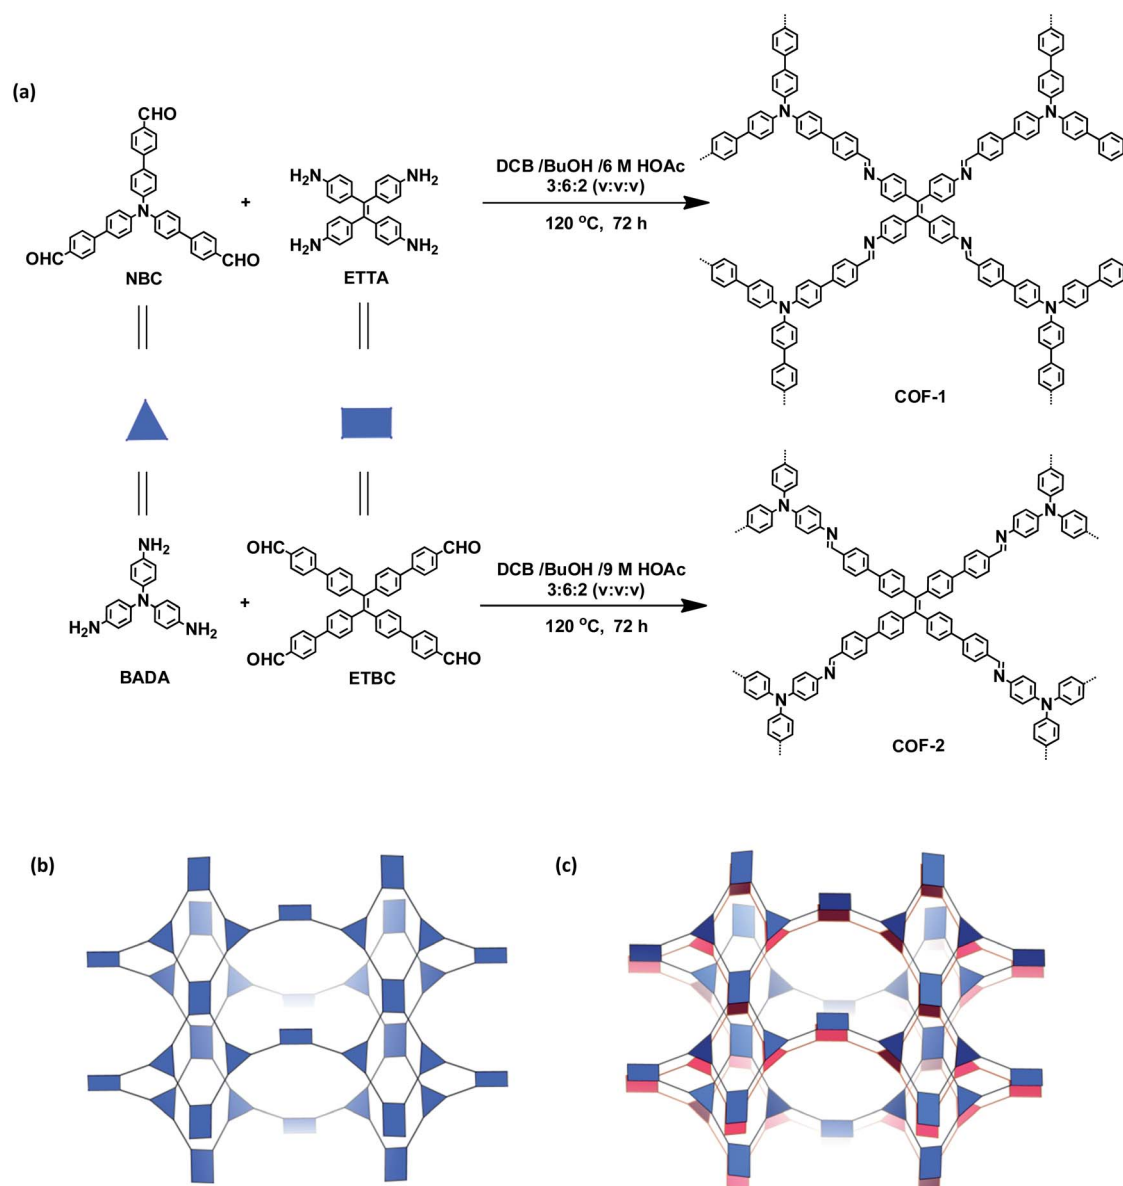 (a)
CHO
N
OHC
CHO
NBC
+
H2N
NH2
H2N
NH2
ETTA
DCB /BuOH /6 M HOAc
3:6:2 (v:v:v)
120 °C, 72 h
N
N
N
N
N
N
N
N
COF-1
NH2
N
H2N
NH2
BADA
+
OHC
CHO
OHC
CHO
ETBC
DCB /BuOH /9 M HOAc
3:6:2 (v:v:v)
120 °C, 72 h
N
N
N
N
N
N
N
N
COF-2
(b)
(c)